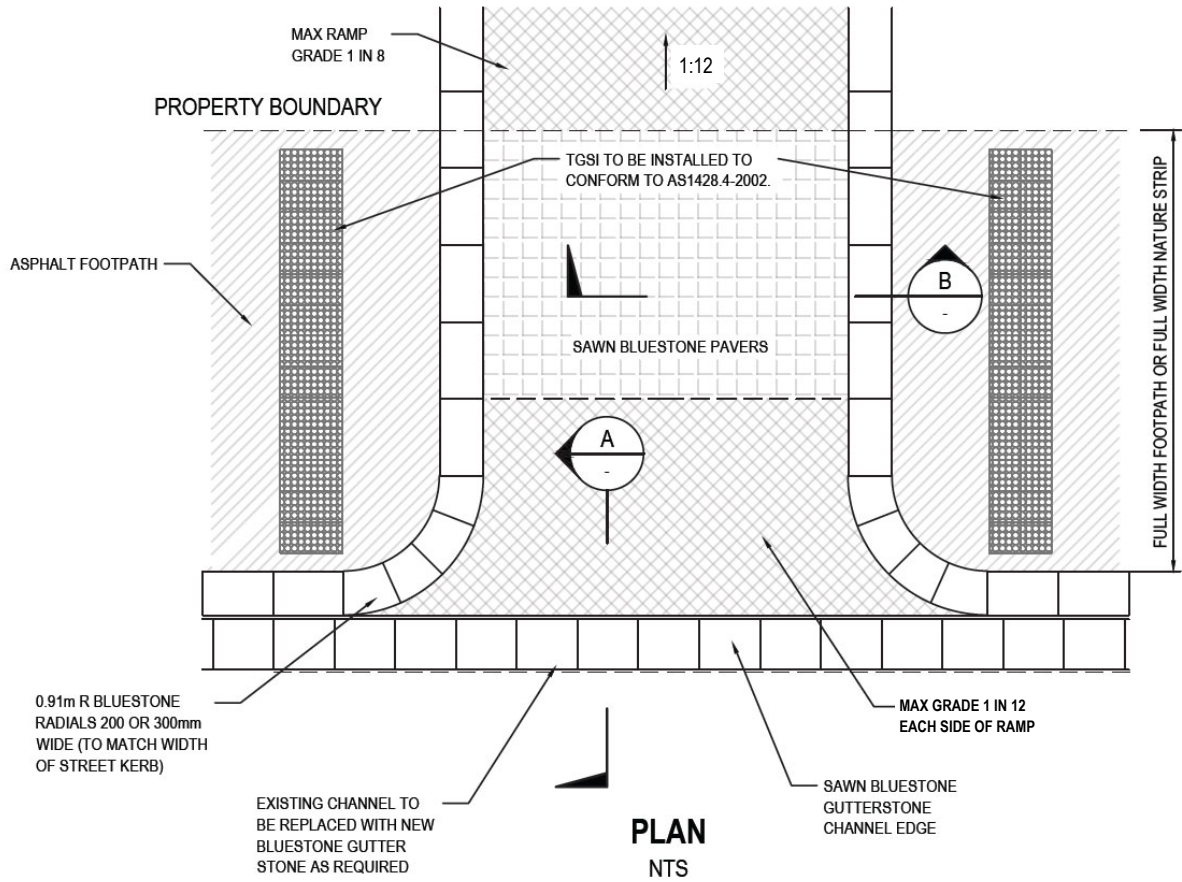 MAX RAMP
GRADE 1 IN 8
1:12
PROPERTY BOUNDARY
TGSI TO BE INSTALLED TO
CONFORM TO AS1428.4-2002.
ASPHALT FOOTPATH
B
-
SAWN BLUESTONE PAVERS
FULL WIDTH FOOTPATH OR FULL WIDTH NATURE STRIP
A
-
0.91m R BLUESTONE
RADIALS 200 OR 300mm
WIDE (TO MATCH WIDTH
OF STREET KERB)
MAX GRADE 1 IN 12
EACH SIDE OF RAMP
EXISTING CHANNEL TO
BE REPLACED WITH NEW
BLUESTONE GUTTER
STONE AS REQUIRED
SAWN BLUESTONE
GUTTERSTONE
CHANNEL EDGE
PLAN
NTS